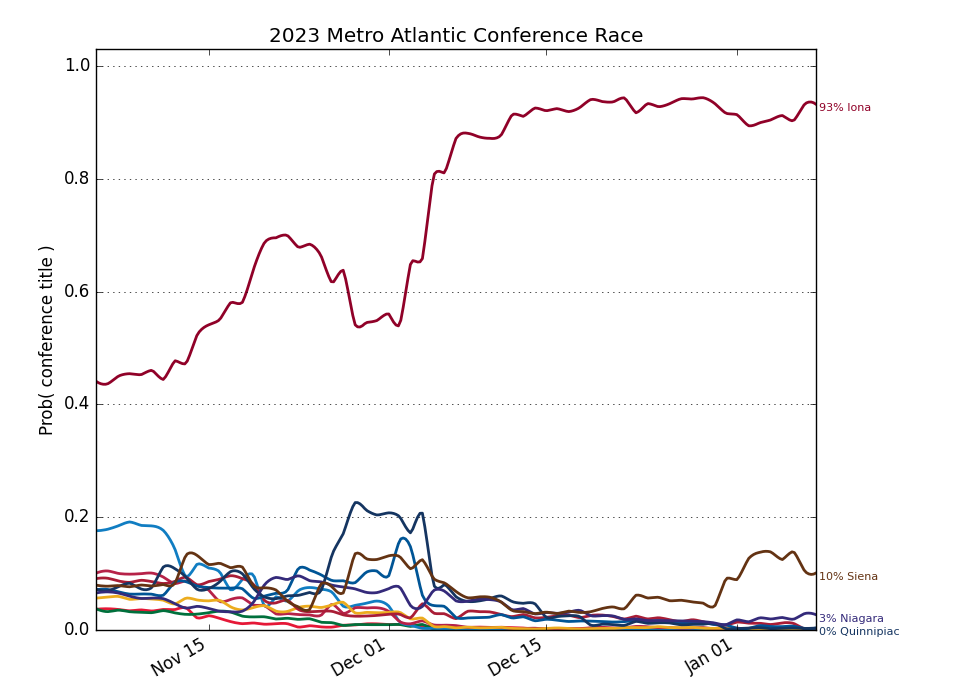 2023 Metro Atlantic Conference Race
Prob( conference title )
1.0
0.8
0.6
0.4
0.2
0.0
Nov 15
Dec 01
Dec 15
Jan 01
93% Iona
10% Siena
3% Niagara
0% Quinnipiac